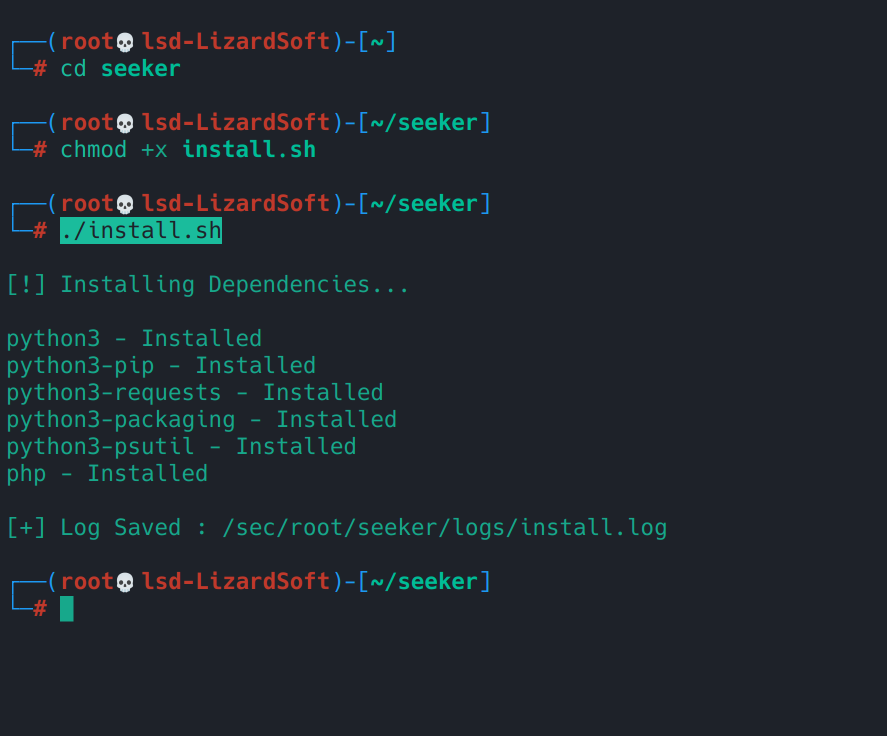 ┌──(root💀lsd-LizardSoft)-[~]
└─# cd seeker
┌──(root💀lsd-LizardSoft)-[~/seeker]
└─# chmod +x install.sh
┌──(root💀lsd-LizardSoft)-[~/seeker]
└─# ./install.sh
[!] Installing Dependencies...
python3 - Installed
python3-pip - Installed
python3-requests - Installed
python3-packaging - Installed
python3-psutil - Installed
php - Installed
[+] Log Saved : /sec/root/seeker/logs/install.log
┌──(root💀lsd-LizardSoft)-[~/seeker]
└─#